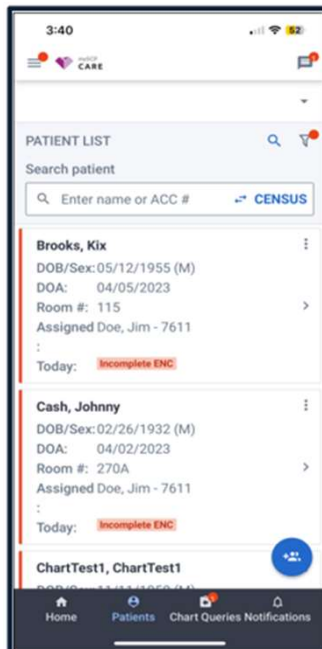 3:40
52
mySCP
CARE
PATIENT LIST
Search patient
Enter name or ACC #
CENSUS
Brooks, Kix
DOB/Sex: 05/12/1955 (M)
DOA: 04/05/2023
Room #: 115
Assigned Doe, Jim - 7611
:
Today: Incomplete ENC
Cash, Johnny
DOB/Sex: 02/26/1932 (M)
DOA: 04/02/2023
Room #: 270A
Assigned Doe, Jim - 7611
:
Today: Incomplete ENC
ChartTest1, ChartTest1
Home
Patients
Chart Queries
Notifications